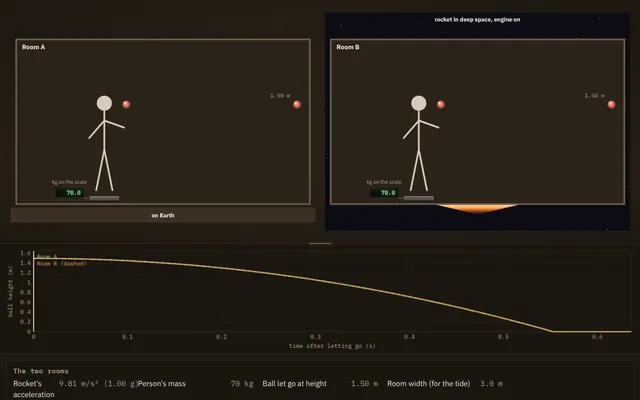 rocket in deep space, engine on
Room A
Room B
1.50 m
1.50 m
kg on the scale
70.0
kg on the scale
70.0
on Earth
ball height (m)
1.6
1.4
1.2
1
0.8
0.6
0.4
0.2
0
Room A
Room B (dashed)
0 0.1 0.2 0.3 0.4 0.5 0.6
time after letting go (s)
The two rooms
Rocket's acceleration 9.81 m/s² (1.00 g) Person's mass 70 kg Ball let go at height 1.50 m Room width (for the tide) 3.0 m